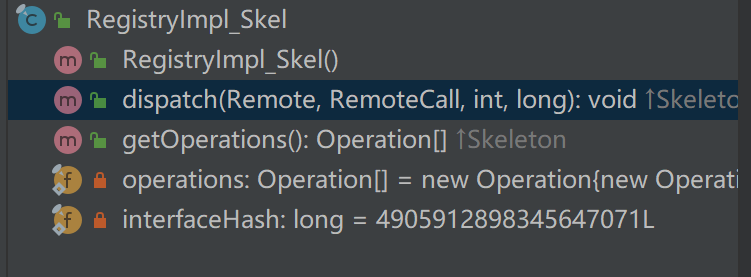 RegistryImpl_Skel
RegistryImpl_Skel()
dispatch(Remote, RemoteCall, int, long): void ↑Skeleto
getOperations(): Operation[] ↑Skeleton
operations: Operation[] = new Operation{new Operati
interfaceHash: long = 4905912898345647071L